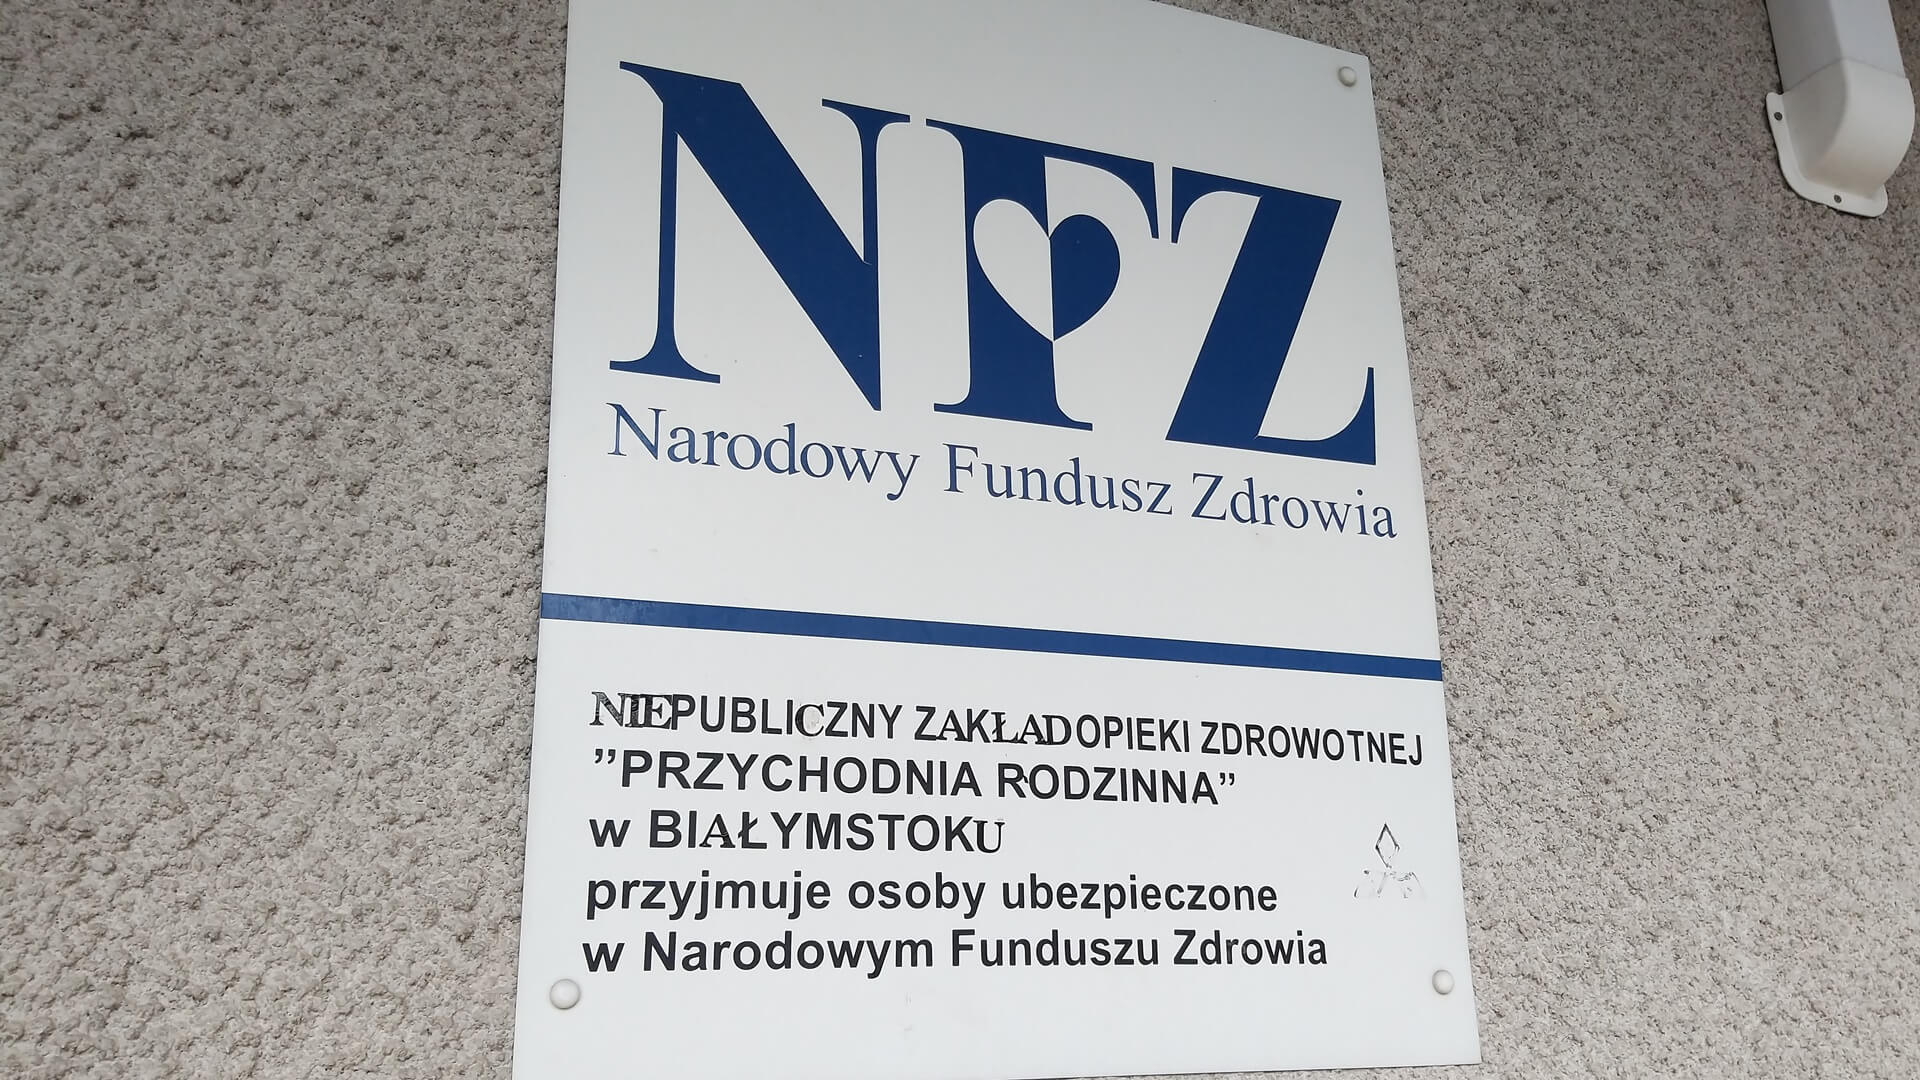 NFZ
Narodowy Fundusz Zdrowia
NIEPUBLICZNY ZAKŁAD OPIEKI ZDROWOTNEJ
”PRZYCHODNIA RODZINNA”
w BIAŁYMSTOKU
przyjmuje osoby ubezpieczone
w Narodowym Funduszu Zdrowia